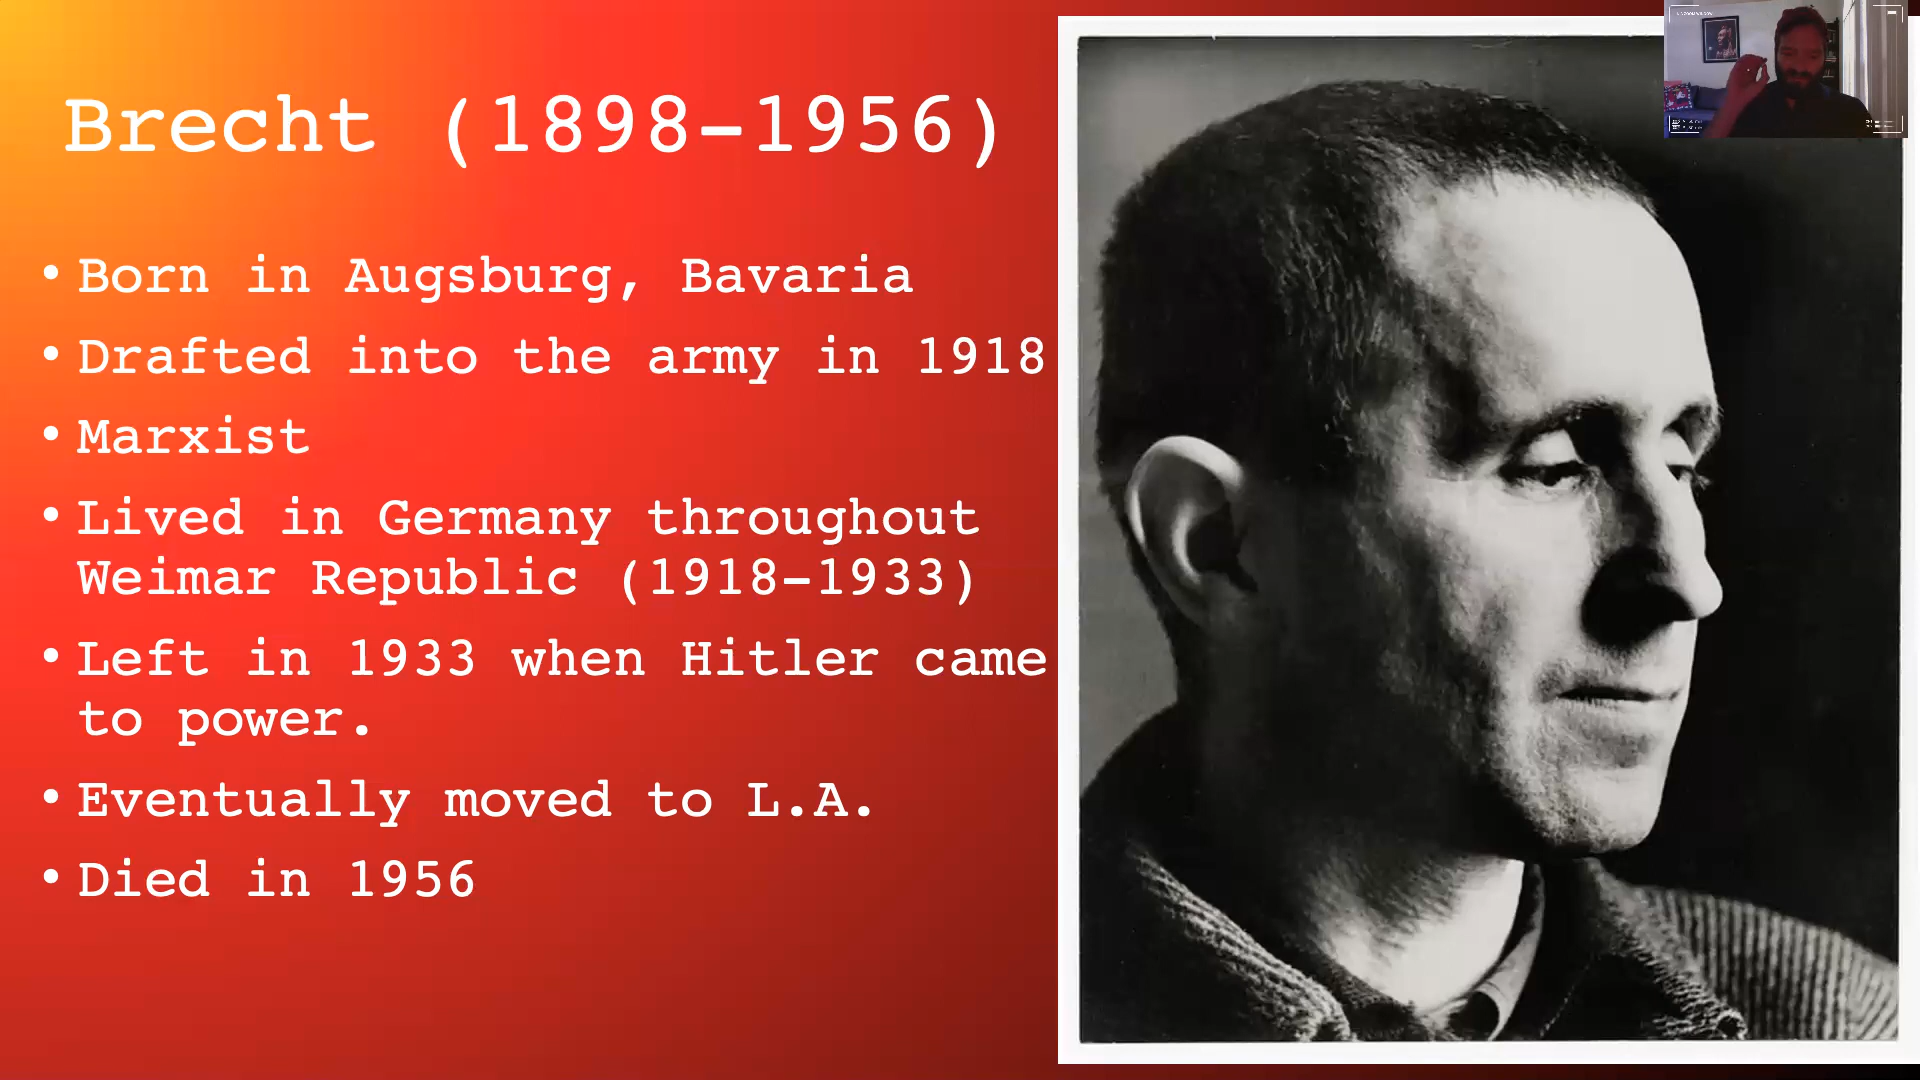 Brecht (1898-1956)
• Born in Augsburg, Bavaria
• Drafted into the army in 1918
• Marxist
• Lived in Germany throughout
Weimar Republic (1918-1933)
• Left in 1933 when Hitler came
to power.
• Eventually moved to L.A.
• Died in 1956